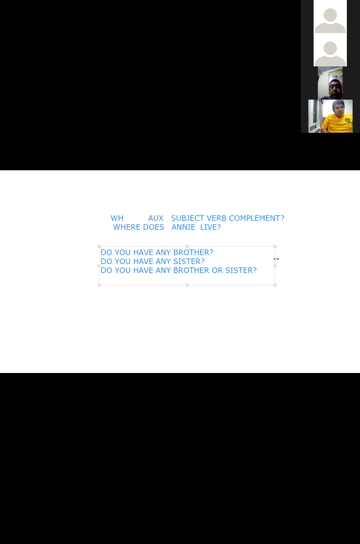 WH AUX SUBJECT VERB COMPLEMENT?
WHERE DOES ANNIE LIVE?
DO YOU HAVE ANY BROTHER?
DO YOU HAVE ANY SISTER?
DO YOU HAVE ANY BROTHER OR SISTER?